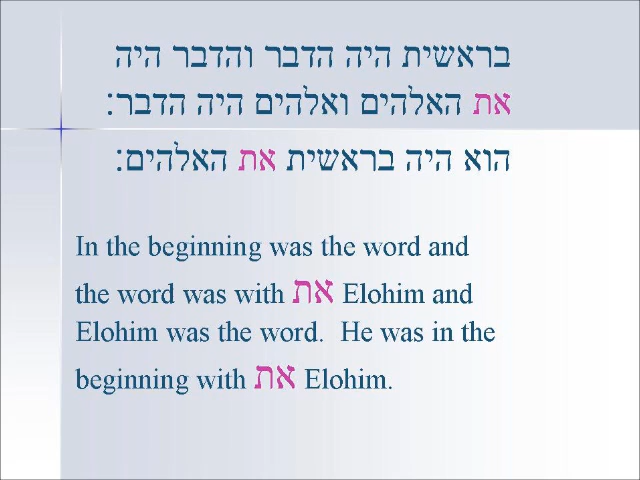 בראשית היה הדבר והדבר היה
את האלהים ואלהים היה הדבר:
הוא היה בראשית את האלהים:
In the beginning was the word and
the word was with את Elohim and
Elohim was the word. He was in the
beginning with את Elohim.